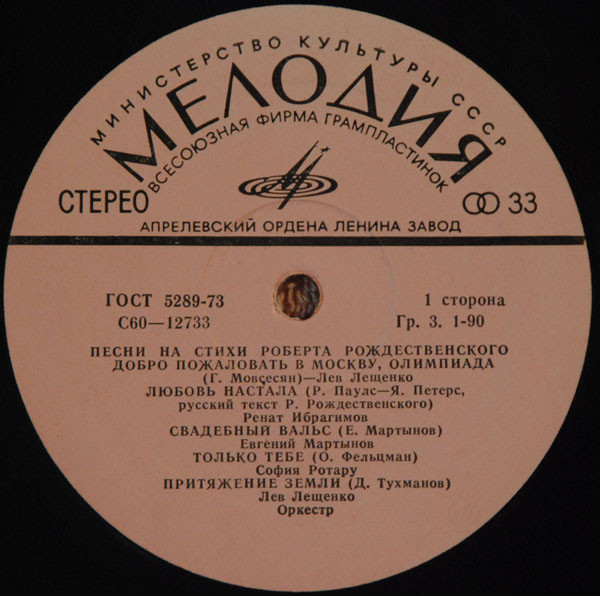 МИНИСТЕРСТВО КУЛЬТУРЫ СССР
МЕЛОДИЯ
ВСЕСОЮЗНАЯ ФИРМА ГРАМПЛАСТИНОК
СТЕРЕО
33
АПРЕЛЕВСКИЙ ОРДЕНА ЛЕНИНА ЗАВОД
ГОСТ 5289-73 1 сторона
С60—12733 Гр. 3. 1-90
ПЕСНИ НА СТИХИ РОБЕРТА РОЖДЕСТВЕНСКОГО
ДОБРО ПОЖАЛОВАТЬ В МОСКВУ, ОЛИМПИАДА
(Г. Мовсесян)—Лев Лещенко
ЛЮБОВЬ НАСТАЛА (Р. Паулс—Я. Петерс,
русский текст Р. Рождественского)
Ренат Ибрагимов
СВАДЕБНЫЙ ВАЛЬС (Е. Мартынов)
Евгений Мартынов
ТОЛЬКО ТЕБЕ (О. Фельцман)
София Ротару
ПРИТЯЖЕНИЕ ЗЕМЛИ (Д. Тухманов)
Лев Лещенко
Оркестр